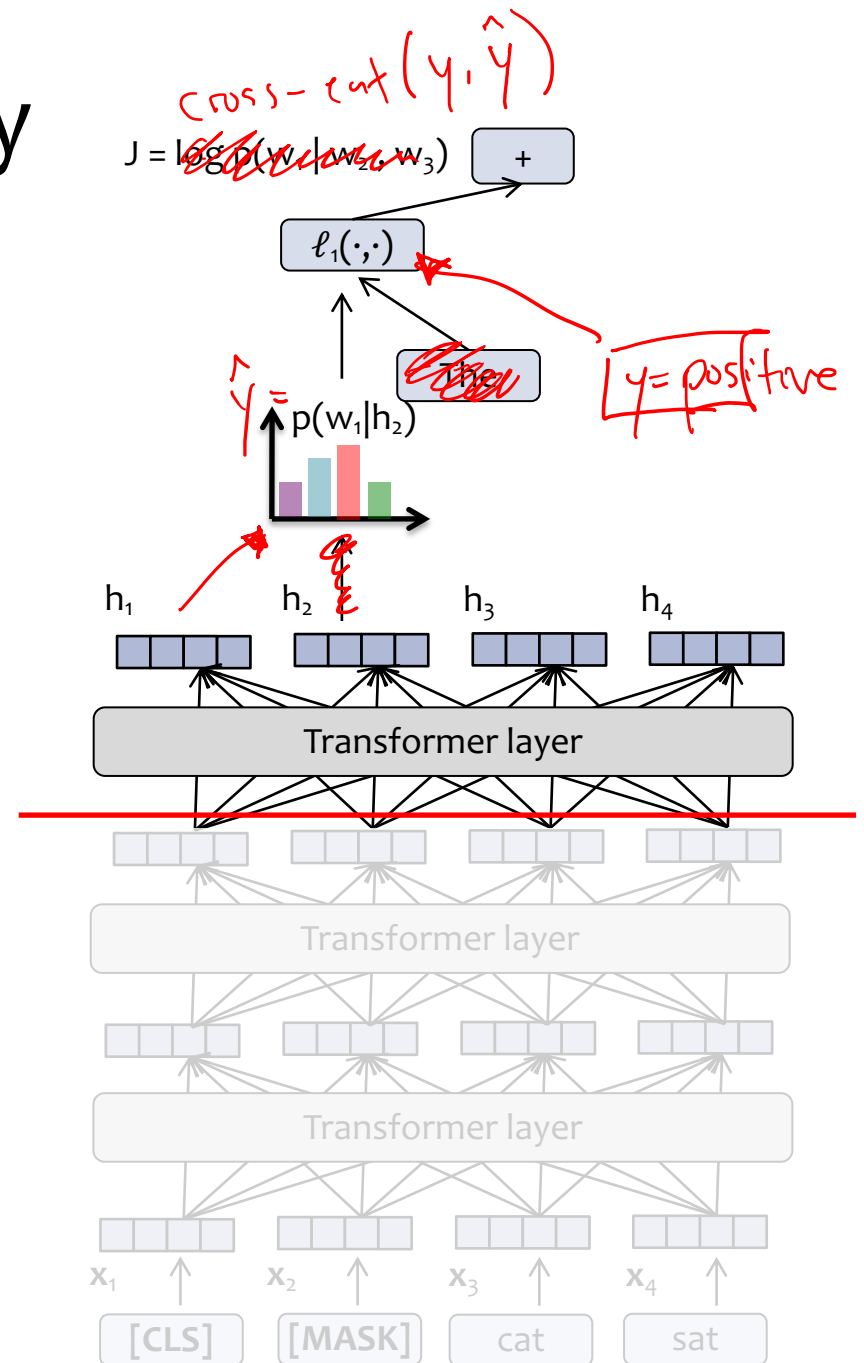 y
cross-ent(y, ŷ)
J = log p(w₁ | w₂, w₃) +
ℓ₁(·,·)
The
y = positive
ŷ =
p(w₁|h₂)
h₁ h₂ h₃ h₄
Transformer layer
Transformer layer
Transformer layer
x₁ x₂ x₃ x₄
[CLS] [MASK] cat sat